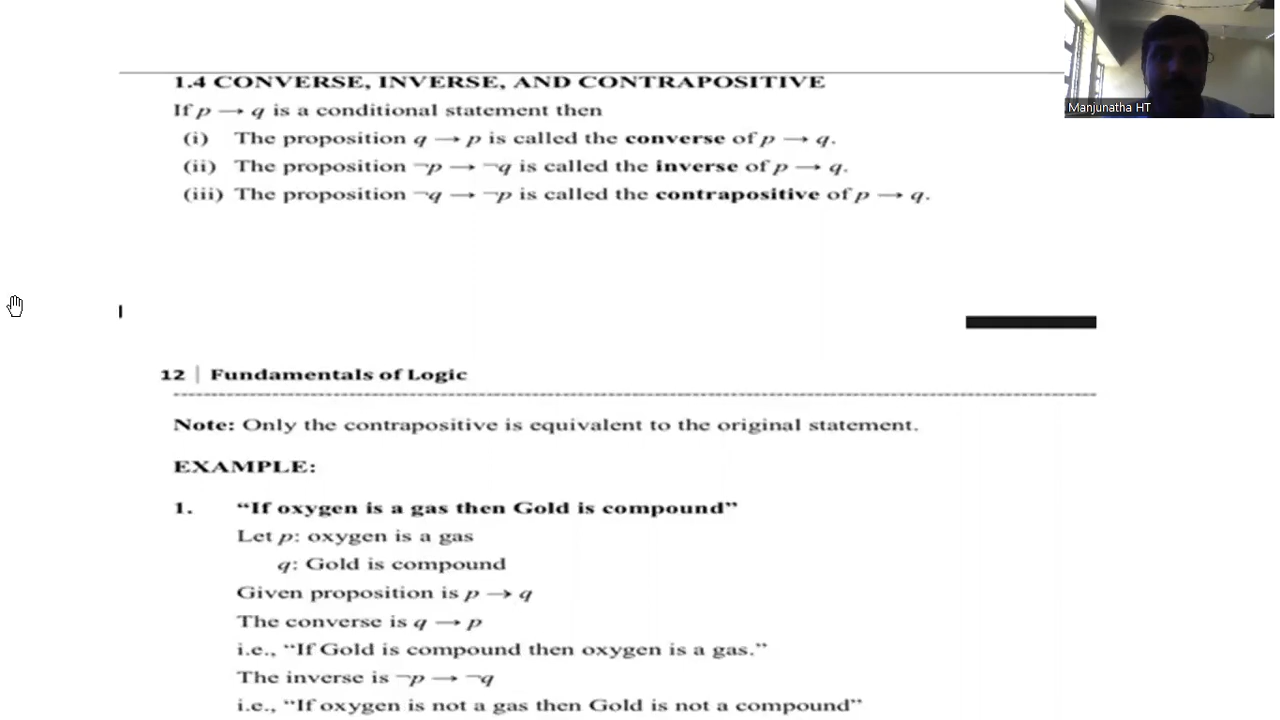 Manjunatha HT
1.4 CONVERSE, INVERSE, AND CONTRAPOSITIVE
If p → q is a conditional statement then
(i) The proposition q → p is called the converse of p → q.
(ii) The proposition ¬p → ¬q is called the inverse of p → q.
(iii) The proposition ¬q → ¬p is called the contrapositive of p → q.
12 | Fundamentals of Logic
Note: Only the contrapositive is equivalent to the original statement.
EXAMPLE:
1. “If oxygen is a gas then Gold is compound”
Let p: oxygen is a gas
q: Gold is compound
Given proposition is p → q
The converse is q → p
i.e., “If Gold is compound then oxygen is a gas.”
The inverse is ¬p → ¬q
i.e., “If oxygen is not a gas then Gold is not a compound”